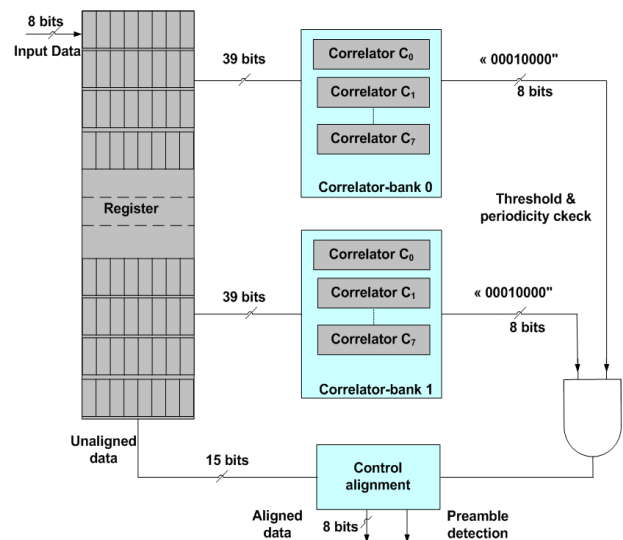 8 bits
Input Data
39 bits
Correlator C₀
Correlator C₁
Correlator C₇
Correlator-bank 0
« 00010000"
8 bits
Register
Threshold &
periodicity ckeck
39 bits
Correlator C₀
Correlator C₁
Correlator C₇
Correlator-bank 1
« 00010000"
8 bits
Unaligned
data
15 bits
Control
alignment
Aligned
data
8 bits
Preamble
detection